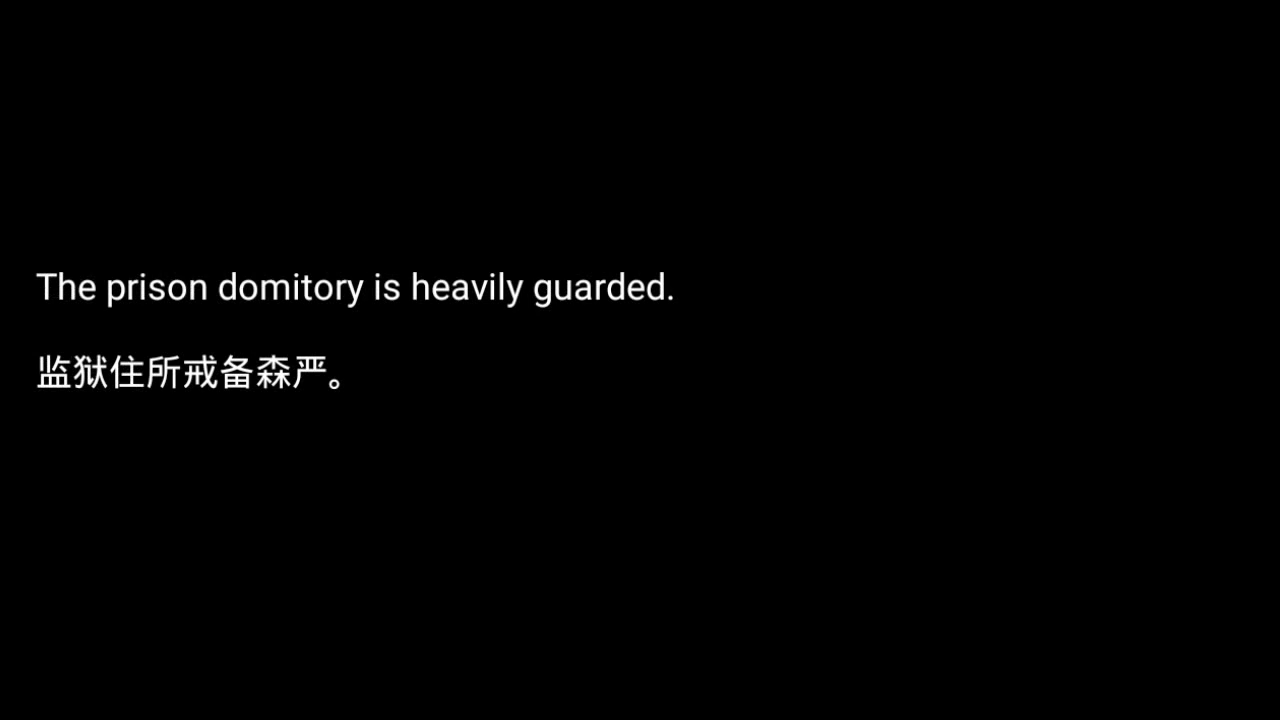 The prison domitory is heavily guarded.
监狱住所戒备森严。